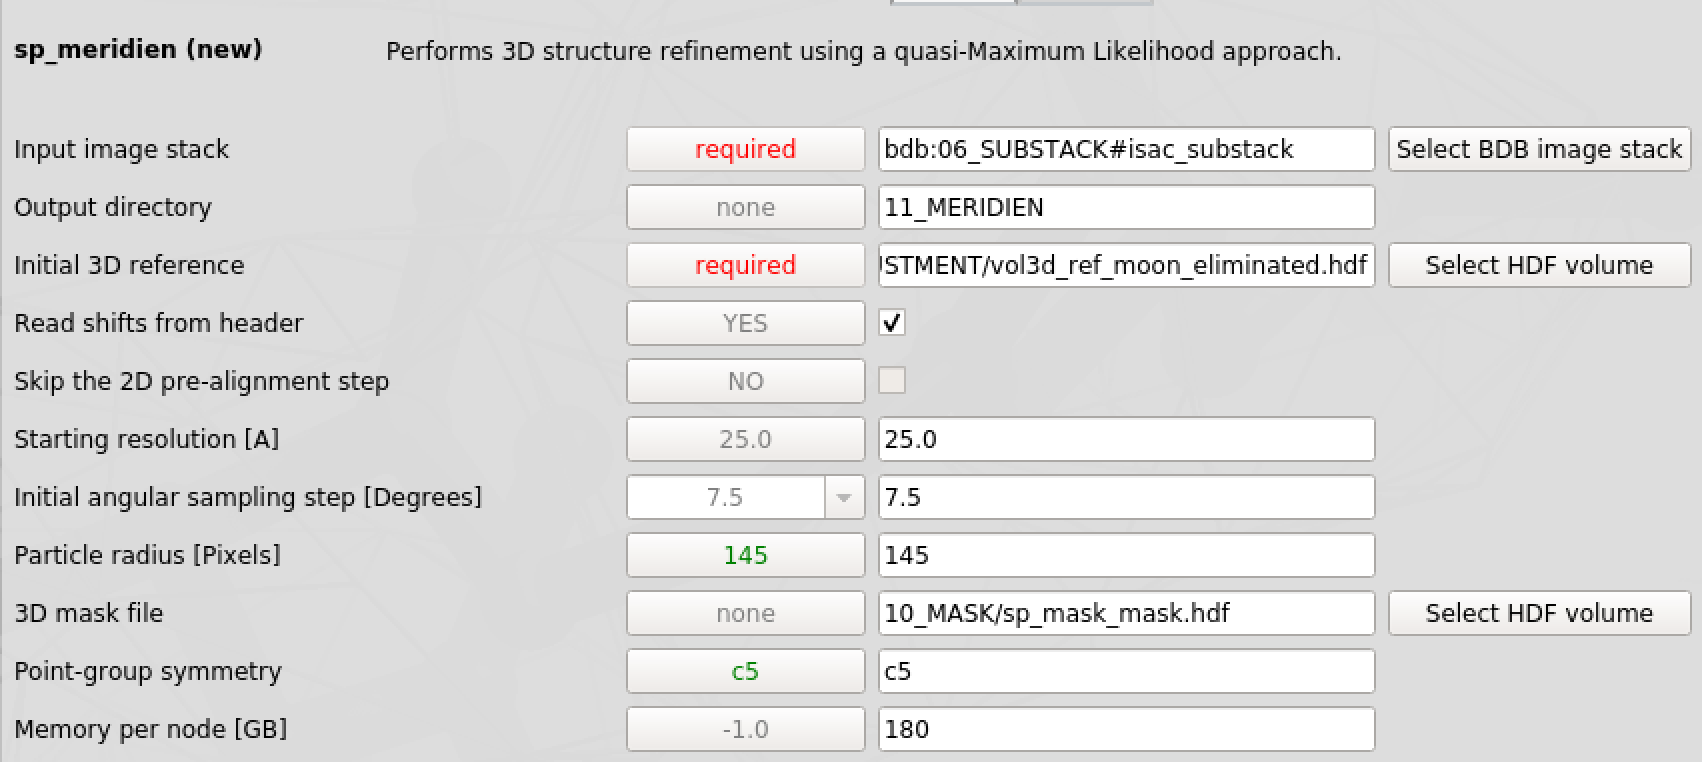 sp_meridien (new) Performs 3D structure refinement using a quasi-Maximum Likelihood approach.
Input image stack required bdb:06_SUBSTACK#isac_substack Select BDB image stack
Output directory none 11_MERIDIEN
Initial 3D reference required STMENT/vol3d_ref_moon_eliminated.hdf Select HDF volume
Read shifts from header YES
Skip the 2D pre-alignment step NO
Starting resolution [A] 25.0 25.0
Initial angular sampling step [Degrees] 7.5 7.5
Particle radius [Pixels] 145 145
3D mask file none 10_MASK/sp_mask_mask.hdf Select HDF volume
Point-group symmetry c5 c5
Memory per node [GB] -1.0 180